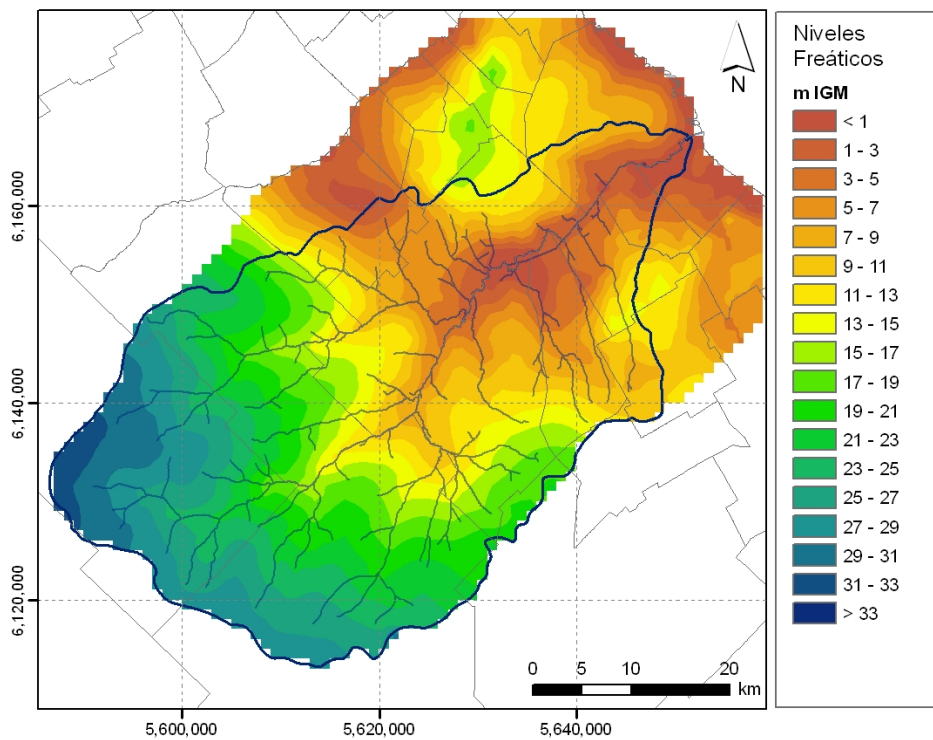 N
6,160,000
6,140,000
6,120,000
5,600,000
5,620,000
5,640,000
0 5 10 20
km
Niveles
Freáticos
m IGM
< 1
1 - 3
3 - 5
5 - 7
7 - 9
9 - 11
11 - 13
13 - 15
15 - 17
17 - 19
19 - 21
21 - 23
23 - 25
25 - 27
27 - 29
29 - 31
31 - 33
> 33